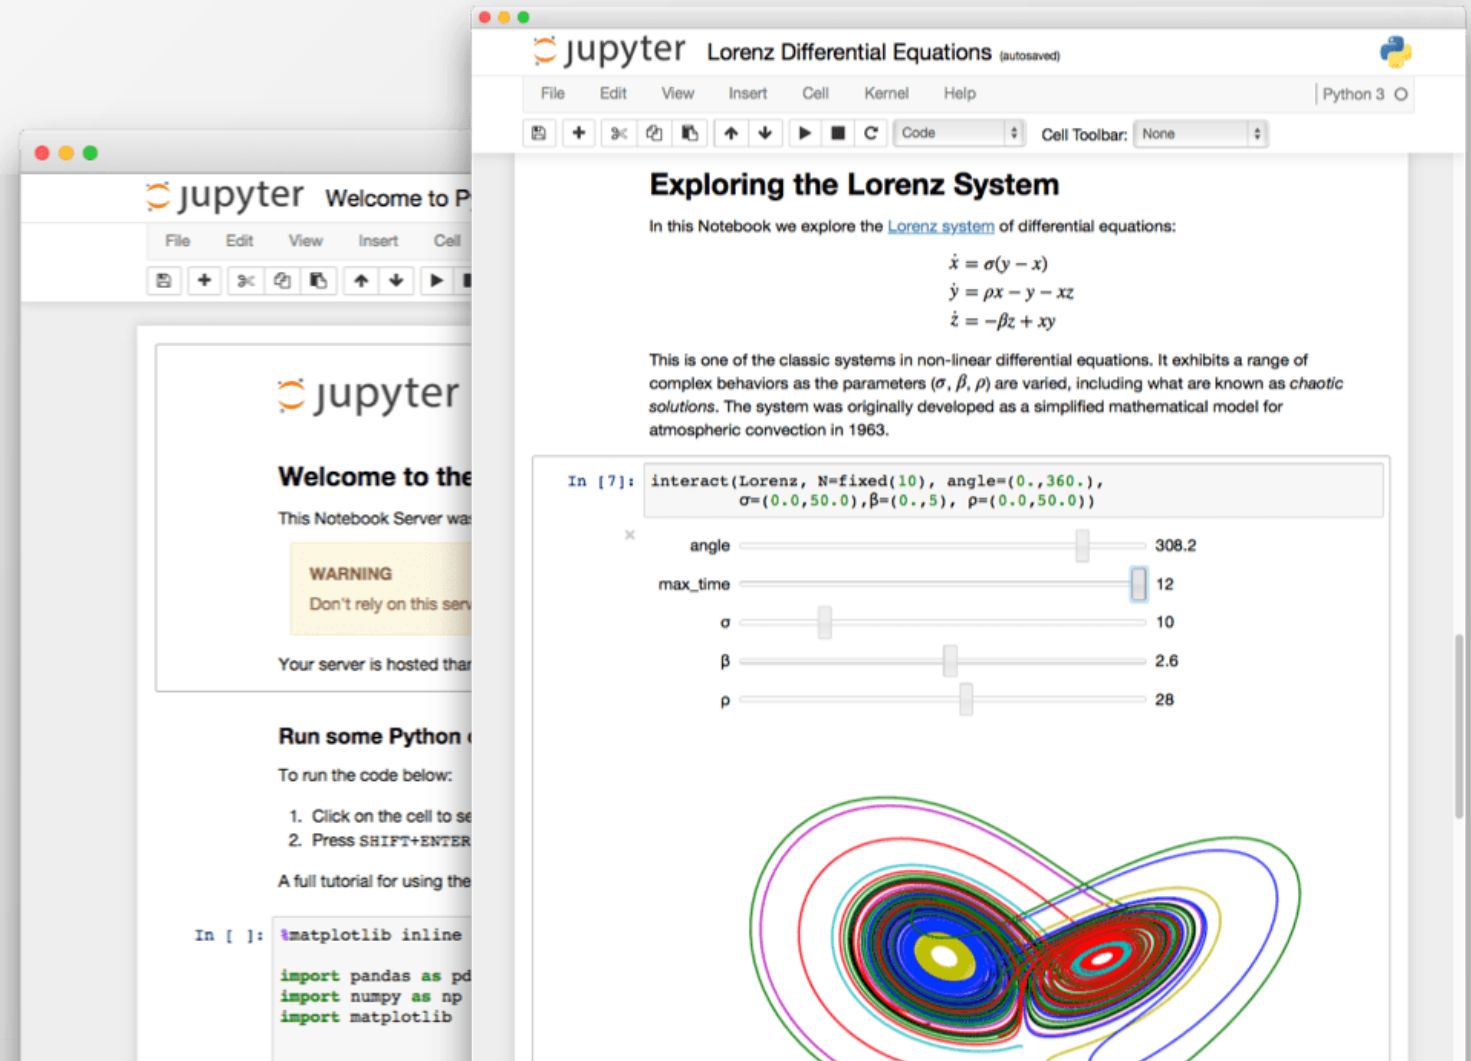 jupyter Lorenz Differential Equations (autosaved)
File Edit View Insert Cell Kernel Help Python 3
Code Cell Toolbar: None
Exploring the Lorenz System
In this Notebook we explore the Lorenz system of differential equations:
ẋ = σ(y − x)
ẏ = ρx − y − xz
ż = −βz + xy
This is one of the classic systems in non-linear differential equations. It exhibits a range of
complex behaviors as the parameters (σ, β, ρ) are varied, including what are known as chaotic
solutions. The system was originally developed as a simplified mathematical model for
atmospheric convection in 1963.
In [7]: interact(Lorenz, N=fixed(10), angle=(0.,360.),
σ=(0.0,50.0),β=(0.,5), ρ=(0.0,50.0))
angle 308.2
max_time 12
σ 10
β 2.6
ρ 28
jupyter Welcome to P
File Edit View Insert Cell
jupyter
Welcome to the
This Notebook Server was
WARNING
Don't rely on this serv
Your server is hosted than
Run some Python
To run the code below:
1. Click on the cell to se
2. Press SHIFT+ENTER
A full tutorial for using the
In [ ]: %matplotlib inline
import pandas as pd
import numpy as np
import matplotlib